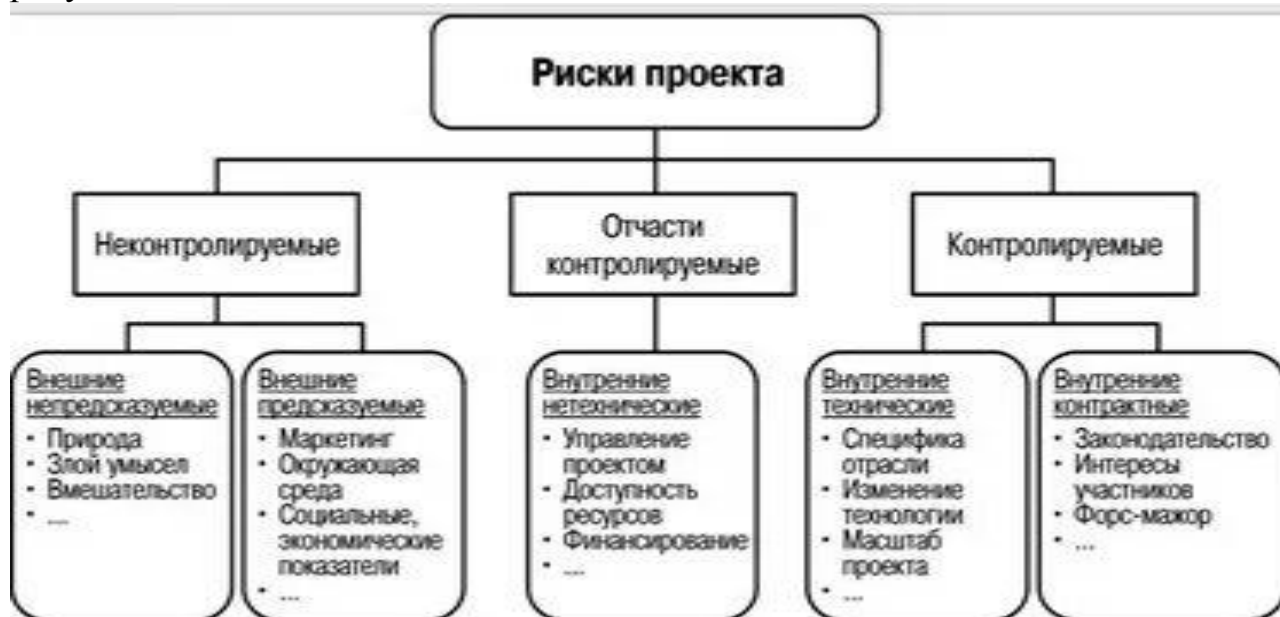 Риски проекта
Неконтролируемые
Отчасти
контролируемые
Контролируемые
Внешние
непредсказуемые
• Природа
• Злой умысел
• Вмешательство
• ...
Внешние
предсказуемые
• Маркетинг
• Окружающая
среда
• Социальные,
экономические
показатели
• ...
Внутренние
нетехнические
• Управление
проектом
• Доступность
ресурсов
• Финансирование
• ...
Внутренние
технические
• Специфика
отрасли
• Изменение
технологии
• Масштаб
проекта
• ...
Внутренние
контрактные
• Законодательство
• Интересы
участников
• Форс-мажор
• ...